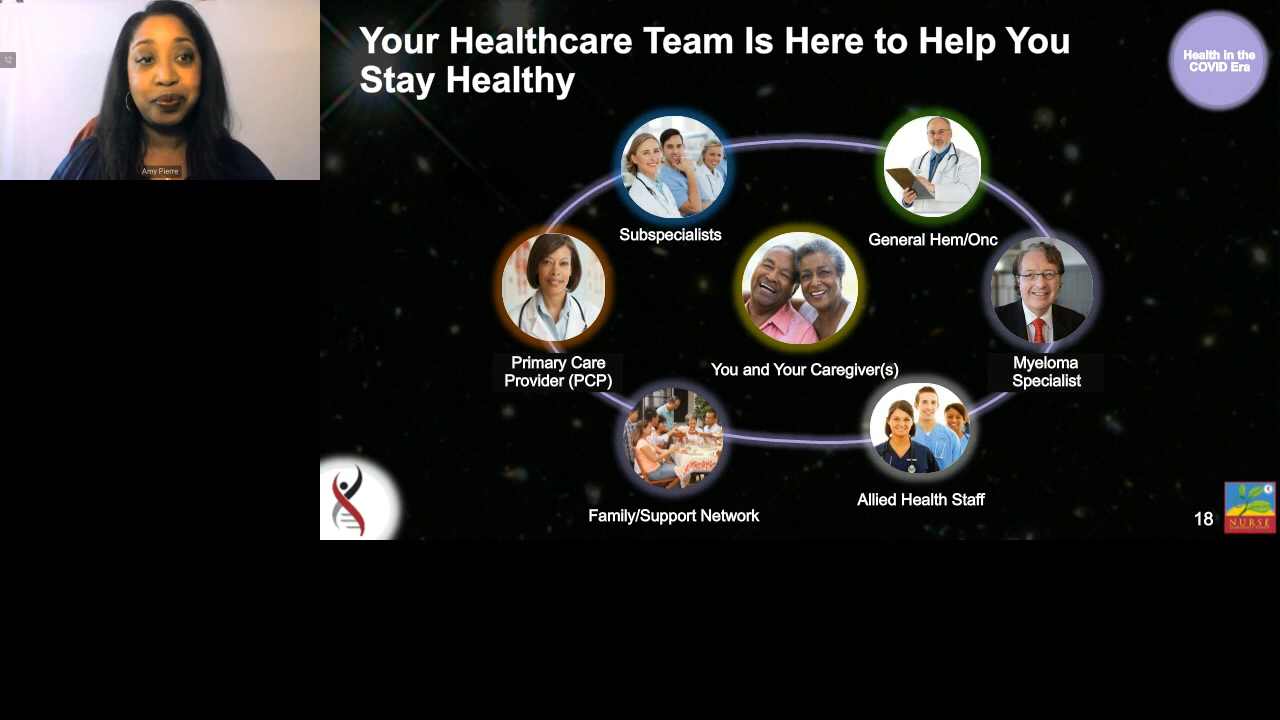 Amy Pierre
Your Healthcare Team Is Here to Help You
Stay Healthy
Health in the
COVID Era
Subspecialists
General Hem/Onc
Primary Care
Provider (PCP)
You and Your Caregiver(s)
Myeloma
Specialist
Family/Support Network
Allied Health Staff
18
NURSE